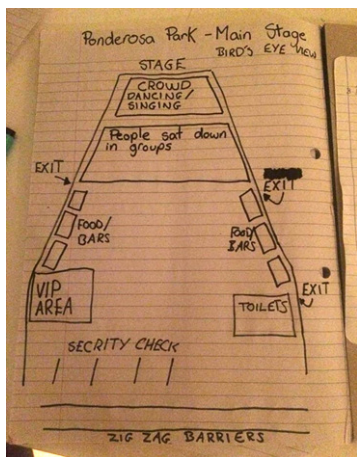 Ponderosa Park - Main Stage
BIRD'S EYE VIEW
STAGE
CROWD
DANCING/
SINGING
People sat down
in groups
EXIT
EXIT
FOOD/
BARS
FOOD/
BARS
VIP
AREA
TOILETS
EXIT
SECRITY CHECK
ZIG ZAG BARRIERS